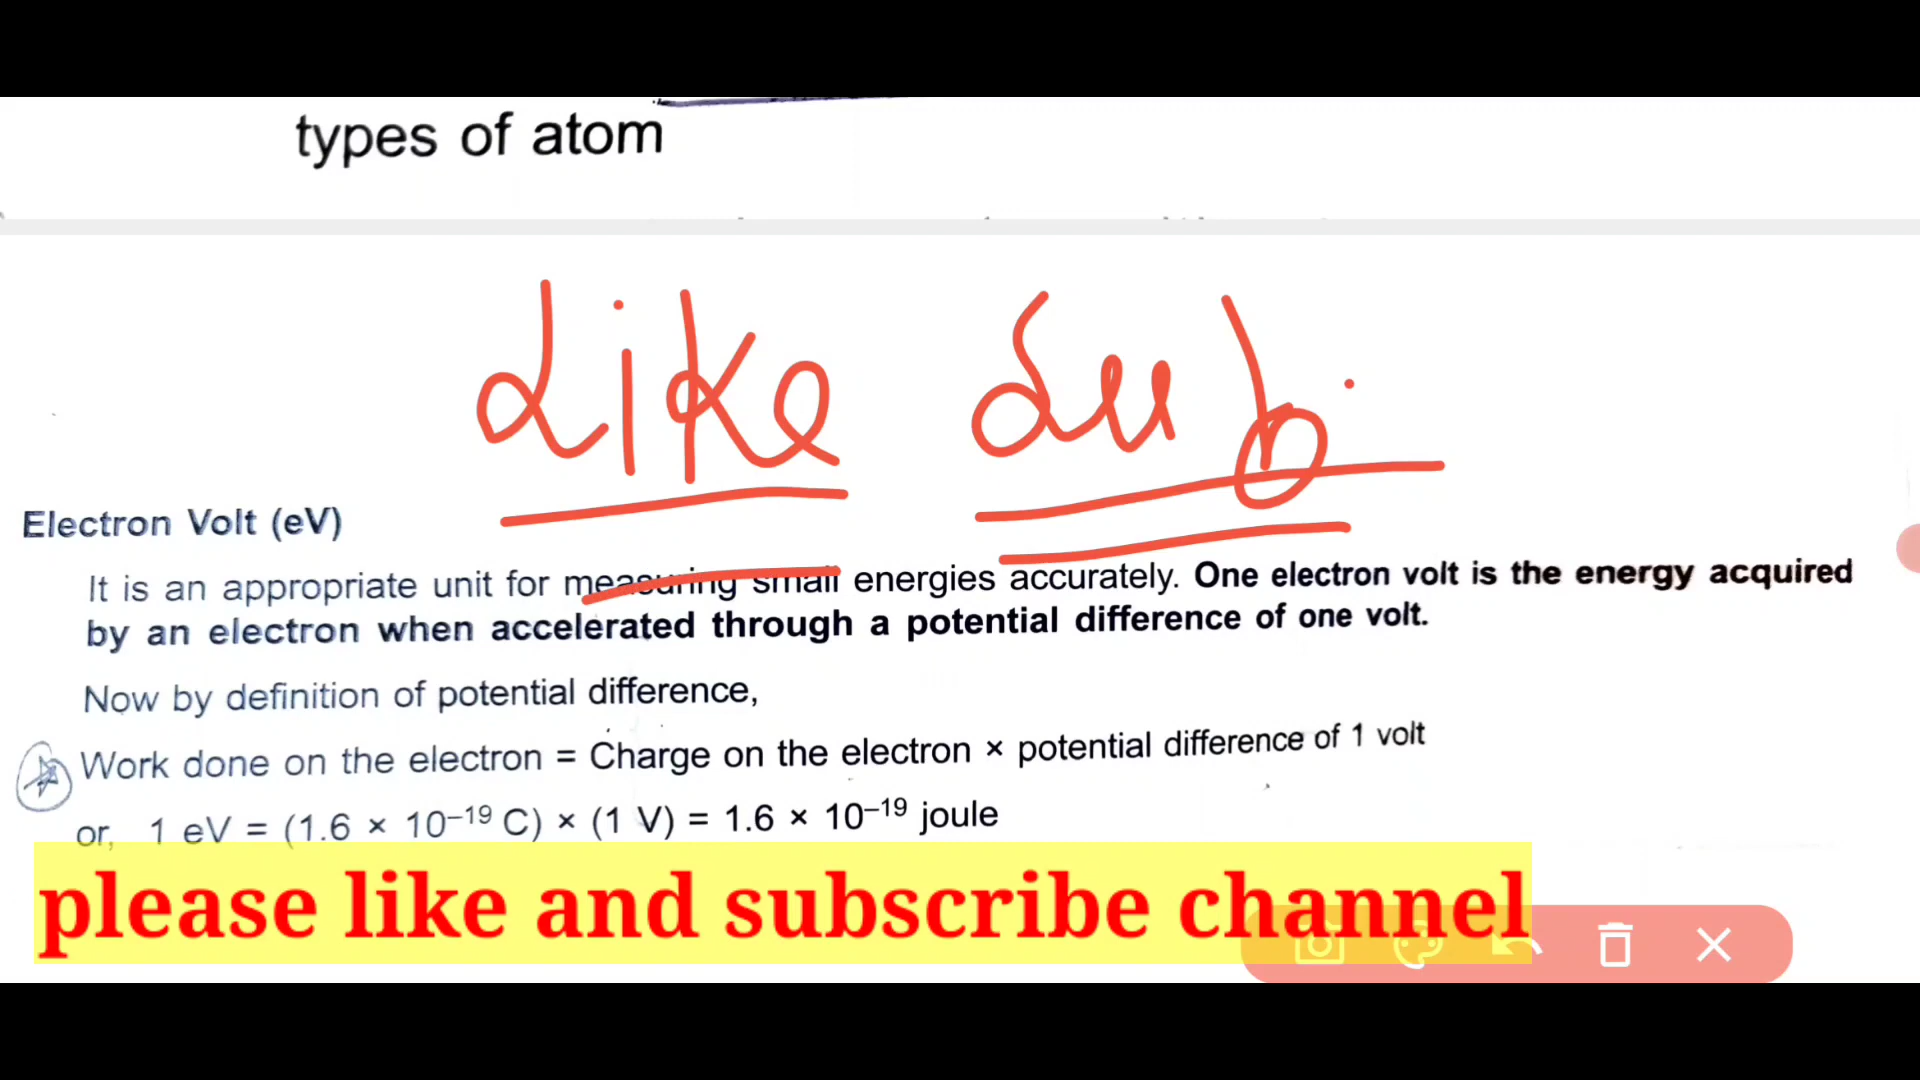 types of atom
Like Sub.
Electron Volt (eV)
It is an appropriate unit for measuring small energies accurately. One electron volt is the energy acquired
by an electron when accelerated through a potential difference of one volt.
Now by definition of potential difference,
Work done on the electron = Charge on the electron × potential difference of 1 volt
or, 1 eV = (1.6 × 10⁻¹⁹ C) × (1 V) = 1.6 × 10⁻¹⁹ joule
please like and subscribe channel